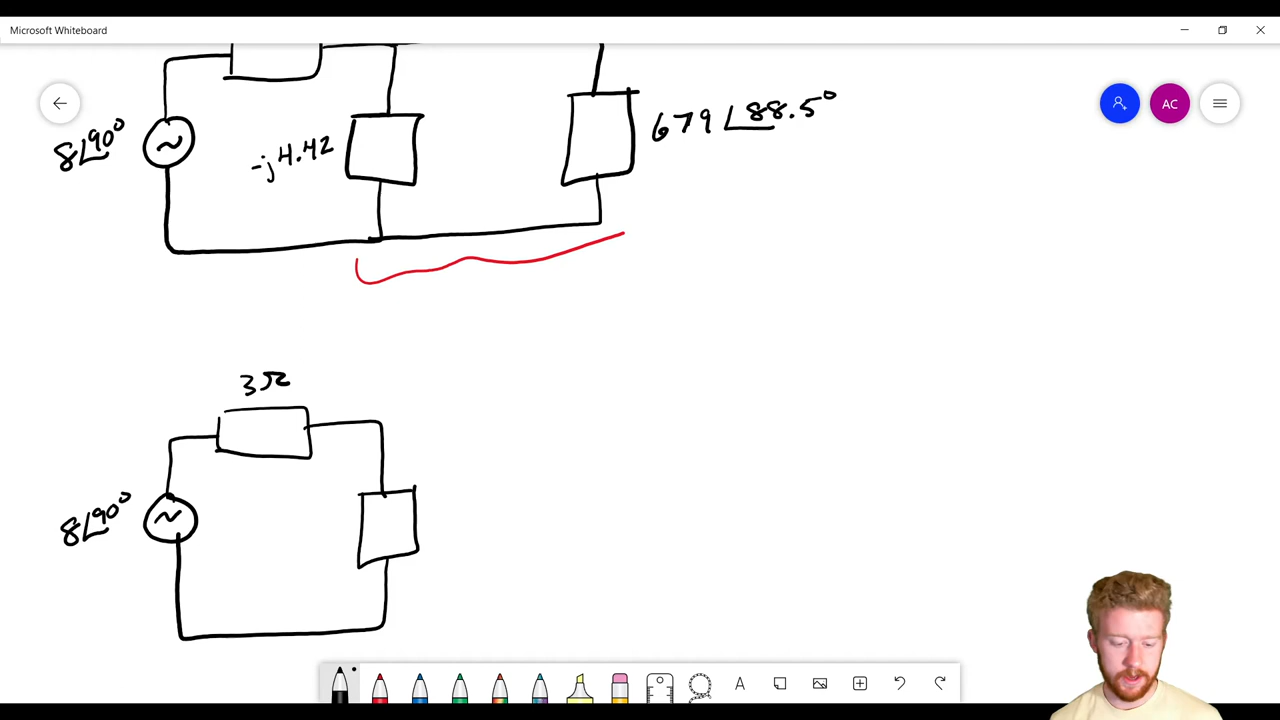 Microsoft Whiteboard
AC
8∠90°
-j4.42
679∠88.5°
3Ω
8∠90°
A